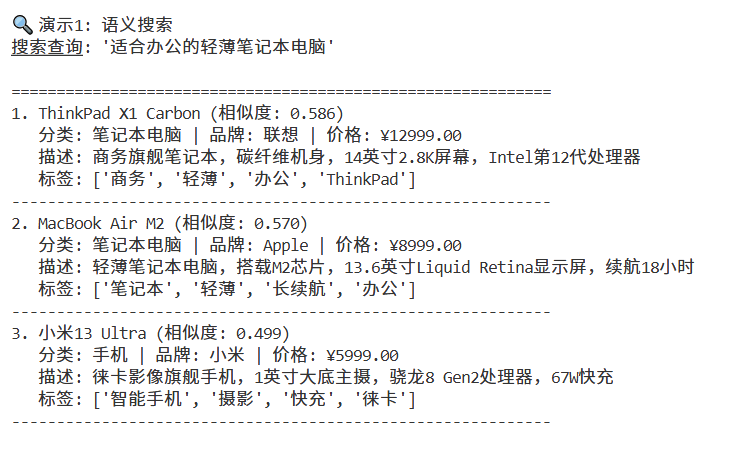 🔍 演示1: 语义搜索
搜索查询: '适合办公的轻薄笔记本电脑'
============================================================
1. ThinkPad X1 Carbon (相似度: 0.586)
分类: 笔记本电脑 | 品牌: 联想 | 价格: ¥12999.00
描述: 商务旗舰笔记本，碳纤维机身，14英寸2.8K屏幕，Intel第12代处理器
标签: ['商务', '轻薄', '办公', 'ThinkPad']
------------------------------------------------------------
2. MacBook Air M2 (相似度: 0.570)
分类: 笔记本电脑 | 品牌: Apple | 价格: ¥8999.00
描述: 轻薄笔记本电脑，搭载M2芯片，13.6英寸Liquid Retina显示屏，续航18小时
标签: ['笔记本', '轻薄', '长续航', '办公']
------------------------------------------------------------
3. 小米13 Ultra (相似度: 0.499)
分类: 手机 | 品牌: 小米 | 价格: ¥5999.00
描述: 徕卡影像旗舰手机，1英寸大底主摄，骁龙8 Gen2处理器，67W快充
标签: ['智能手机', '摄影', '快充', '徕卡']
------------------------------------------------------------